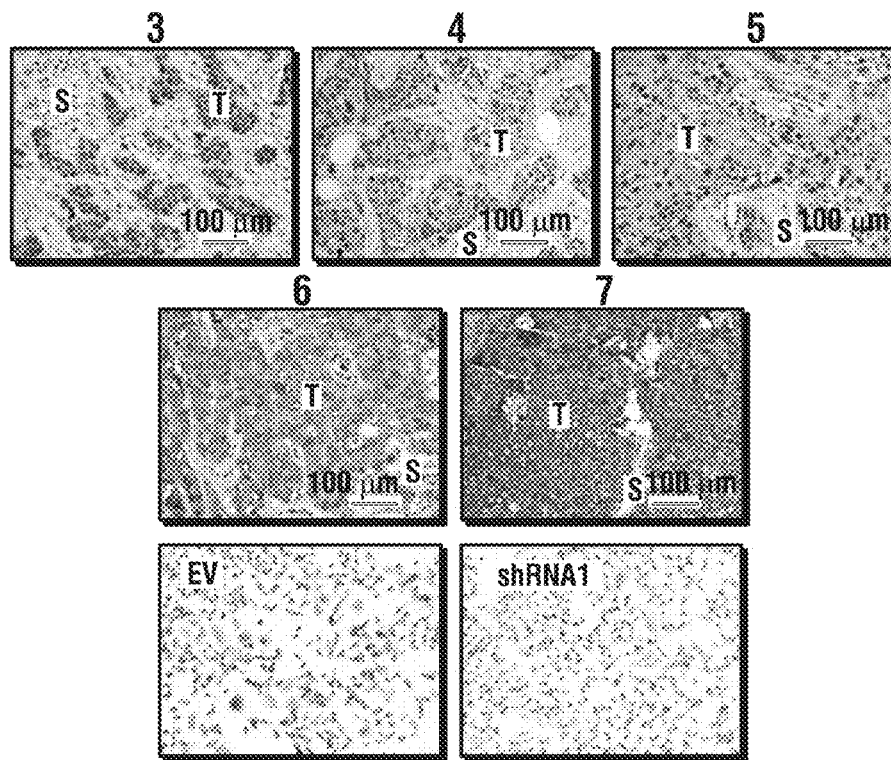 3 4 5
S T T T
100 μm S 100 μm S 100 μm
6 7
T T
100 μm S S 100 μm
EV shRNA1